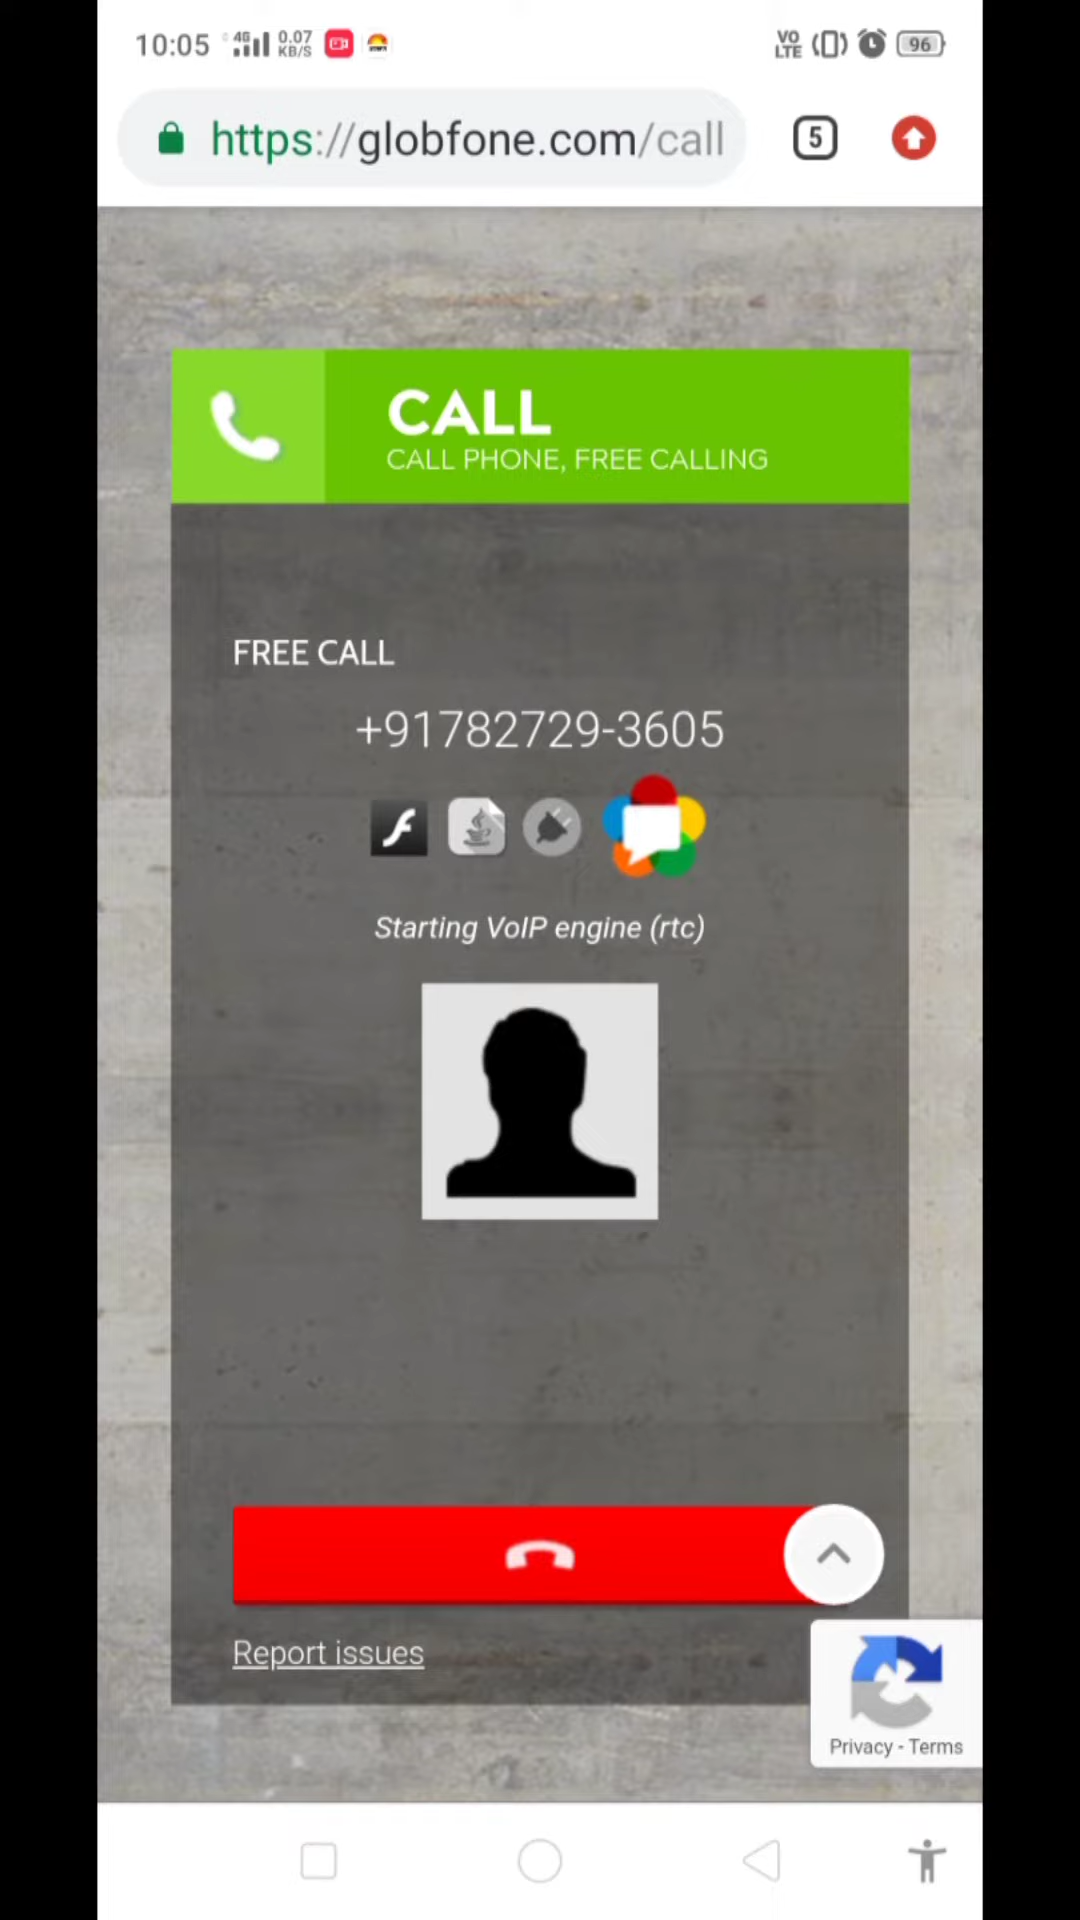 10:05 4G 0.07 KB/S VO LTE 96
https://globfone.com/call 5
CALL
CALL PHONE, FREE CALLING
FREE CALL
+91782729-3605
Starting VoIP engine (rtc)
Report issues
Privacy - Terms